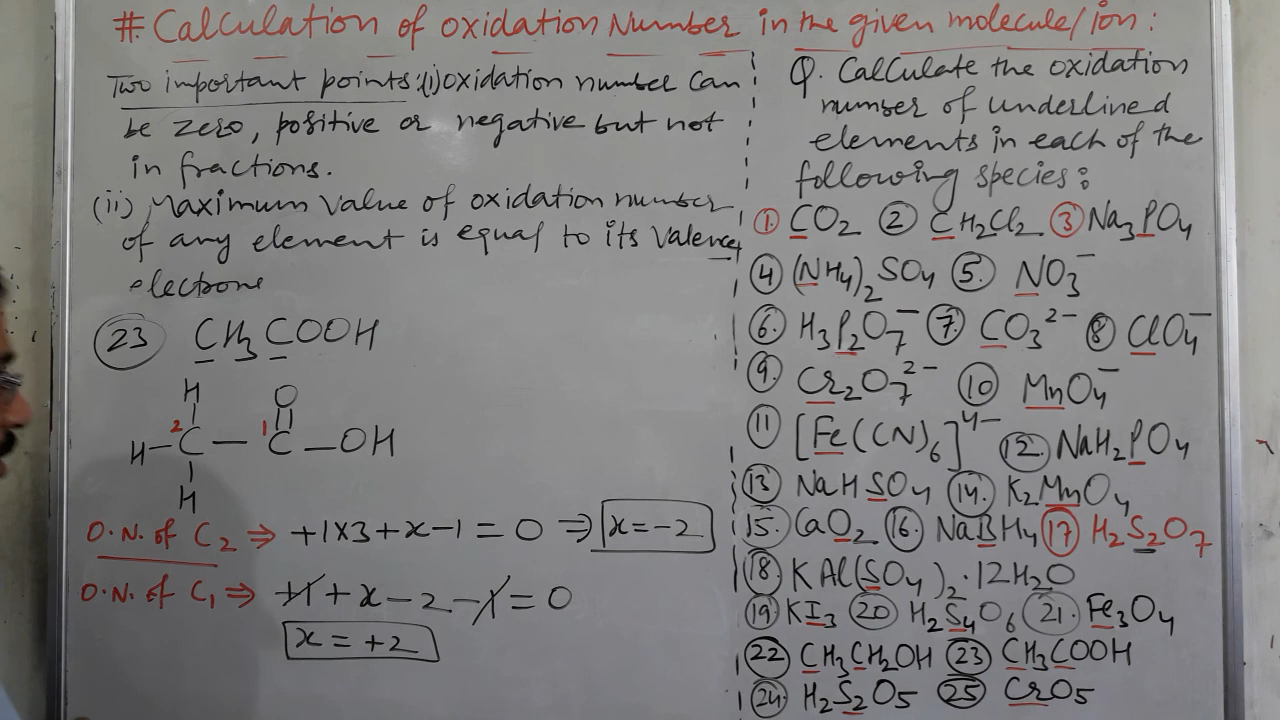 # Calculation of oxidation Number in the given molecule/ion:
Two important points: (i) oxidation number can
be zero, positive or negative but not
in fractions.
(ii) Maximum value of oxidation number
of any element is equal to its valence
electrons
(23) CH3COOH
H
O
H-C2-C1-OH
H
O.N. of C2 ⇒ +1x3+x-1=0 ⇒ x=-2
O.N. of C1 ⇒ +1+x-2-1=0
x=+2
Q. Calculate the oxidation
number of underlined
elements in each of the
following species:
① CO2 ② CH2Cl2 ③ Na3PO4
④ (NH4)2SO4 ⑤. NO3⁻
⑥. H3P2O7⁻ ⑦. CO3²⁻ ⑧ ClO4⁻
⑨. Cr2O7²⁻ ⑩ MnO4⁻
⑪ [Fe(CN)6]⁴⁻ ⑫. NaH2PO4
⑬ NaHSO4 ⑭. K2MnO4
⑮. CaO2 ⑯. NaBH4 ⑰ H2S2O7
⑱. KAl(SO4)2.12H2O
⑲ KI3 ⑳ H2S4O6 ㉑. Fe3O4
㉒ CH3CH2OH ㉓ CH3COOH
㉔. H2S2O5 ㉕ CrO5